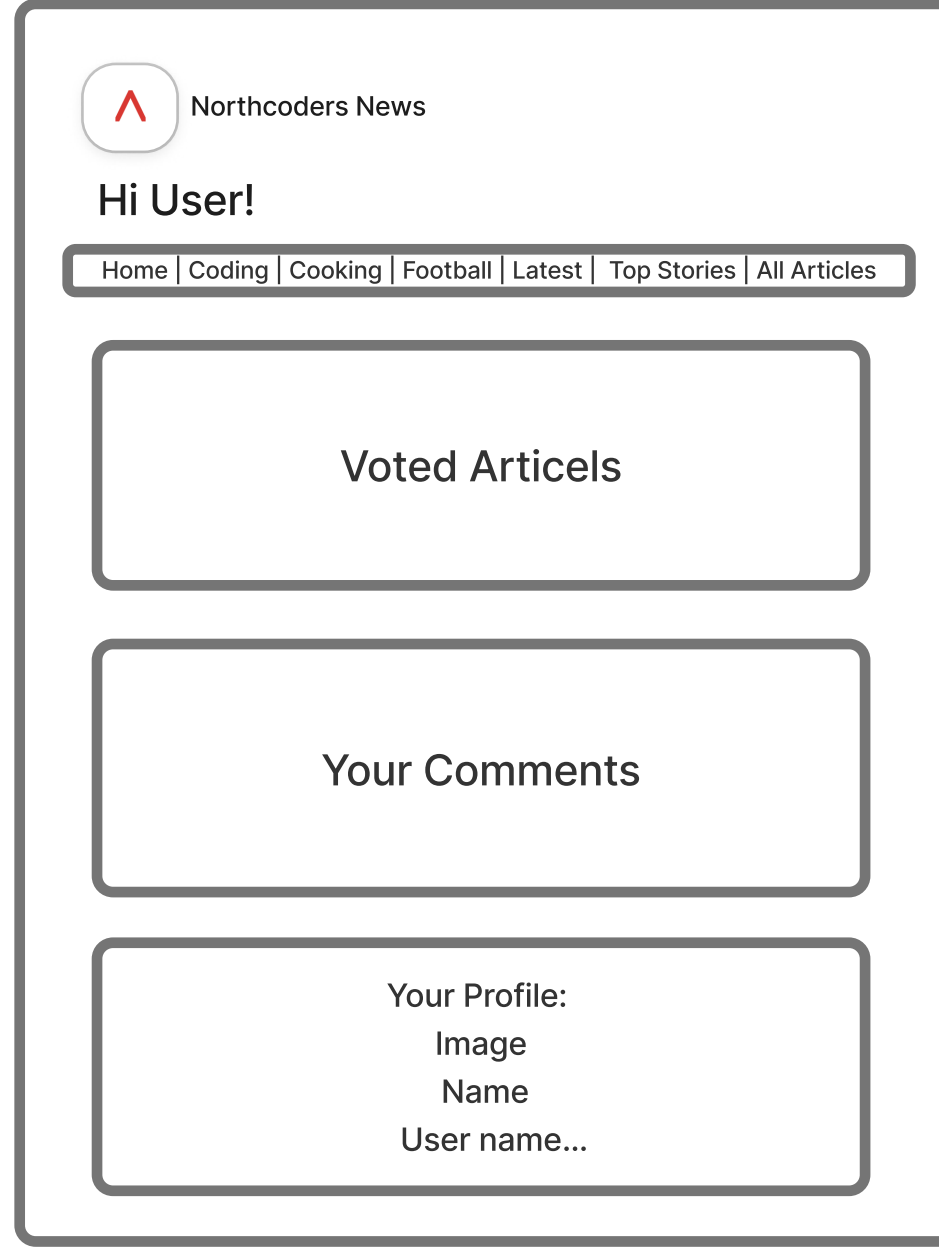 Northcoders News
Hi User!
Home | Coding | Cooking | Football | Latest | Top Stories | All Articles
Voted Articels
Your Comments
Your Profile:
Image
Name
User name...